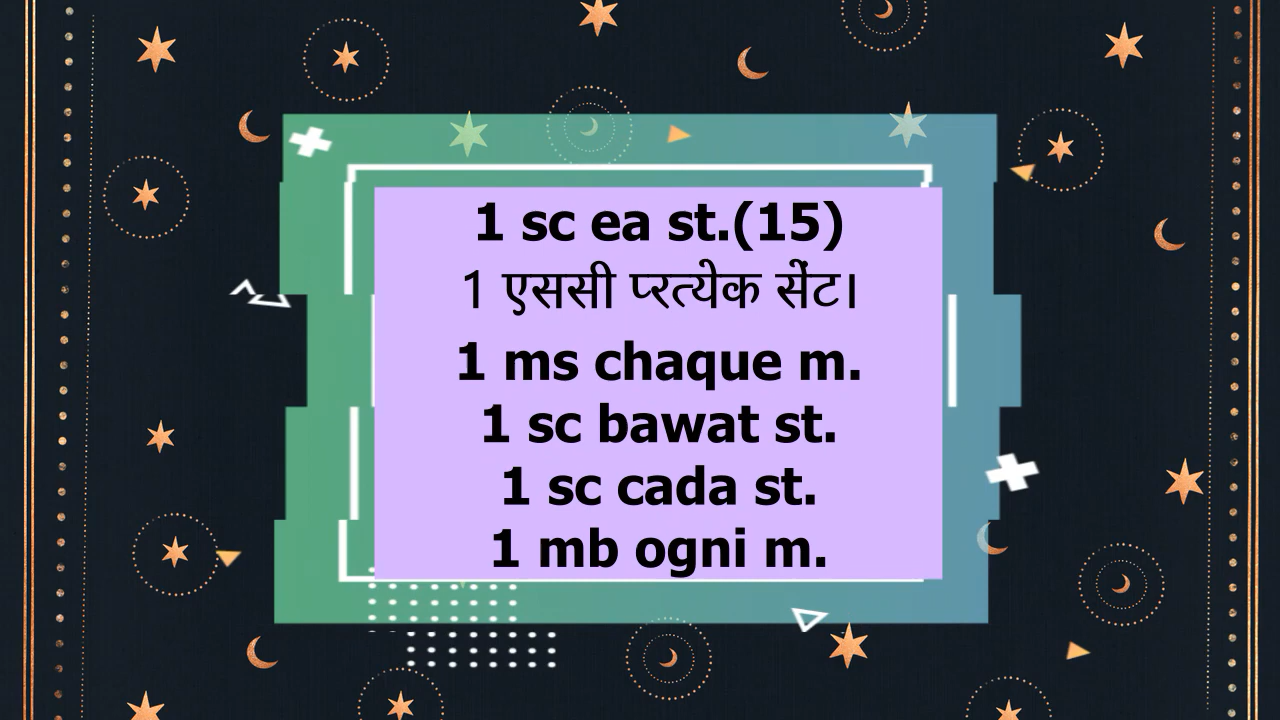 1 sc ea st.(15)
1 एससी प्रत्येक सेंट।
1 ms chaque m.
1 sc bawat st.
1 sc cada st.
1 mb ogni m.